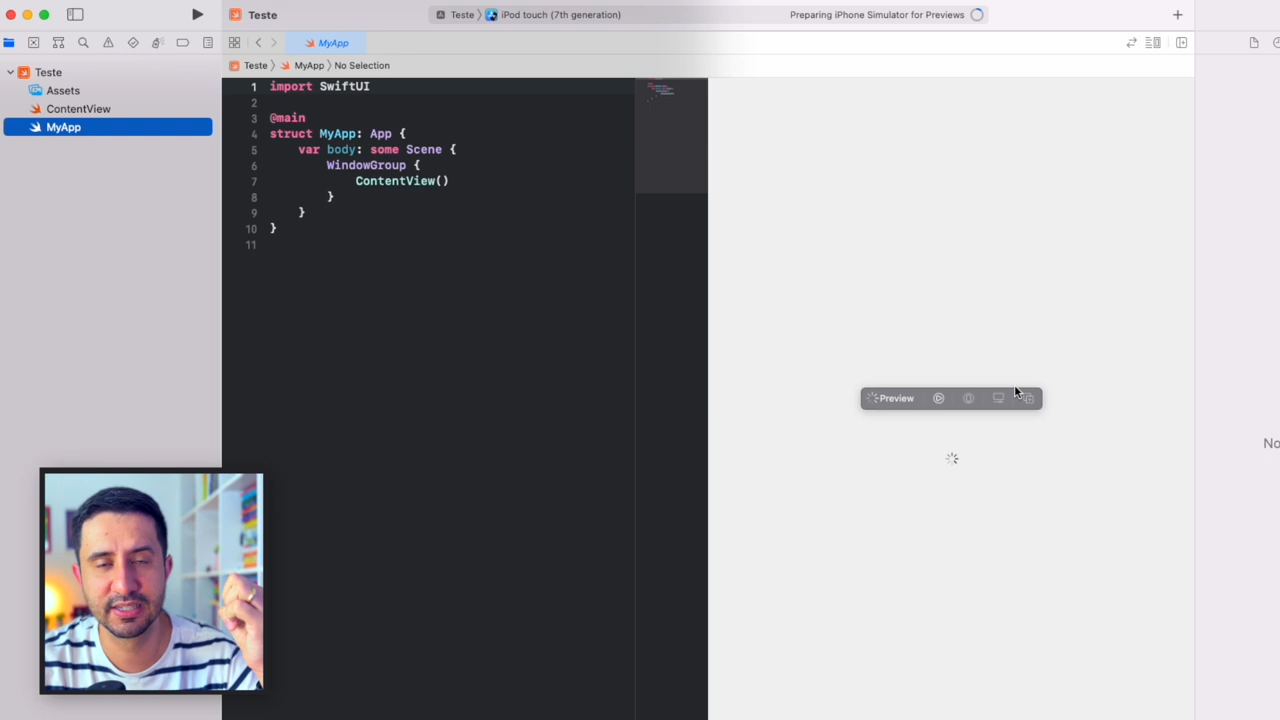 Teste
Teste 〉 iPod touch (7th generation)
Preparing iPhone Simulator for Previews
MyApp
Teste 〉 MyApp 〉 No Selection
Teste
Assets
ContentView
MyApp
1 import SwiftUI
2
3 @main
4 struct MyApp: App {
5 var body: some Scene {
6 WindowGroup {
7 ContentView()
8 }
9 }
10 }
11
Preview
No